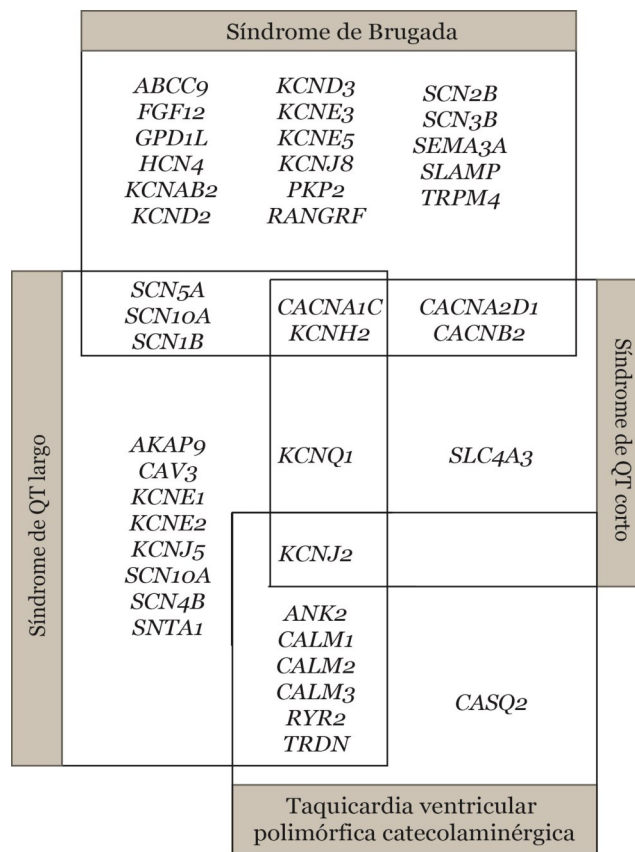 Síndrome de Brugada
ABCC9
FGF12
GPD1L
HCN4
KCNAB2
KCND2
KCND3
KCNE3
KCNE5
KCNJ8
PKP2
RANGRF
SCN2B
SCN3B
SEMA3A
SLAMP
TRPM4
Síndrome de QT largo
SCN5A
SCN10A
SCN1B
CACNA1C
KCNH2
CACNA2D1
CACNB2
Síndrome de QT corto
AKAP9
CAV3
KCNE1
KCNE2
KCNJ5
SCN10A
SCN4B
SNTA1
KCNQ1
SLC4A3
KCNJ2
ANK2
CALM1
CALM2
CALM3
RYR2
TRDN
CASQ2
Taquicardia ventricular
polimórfica catecolaminérgica